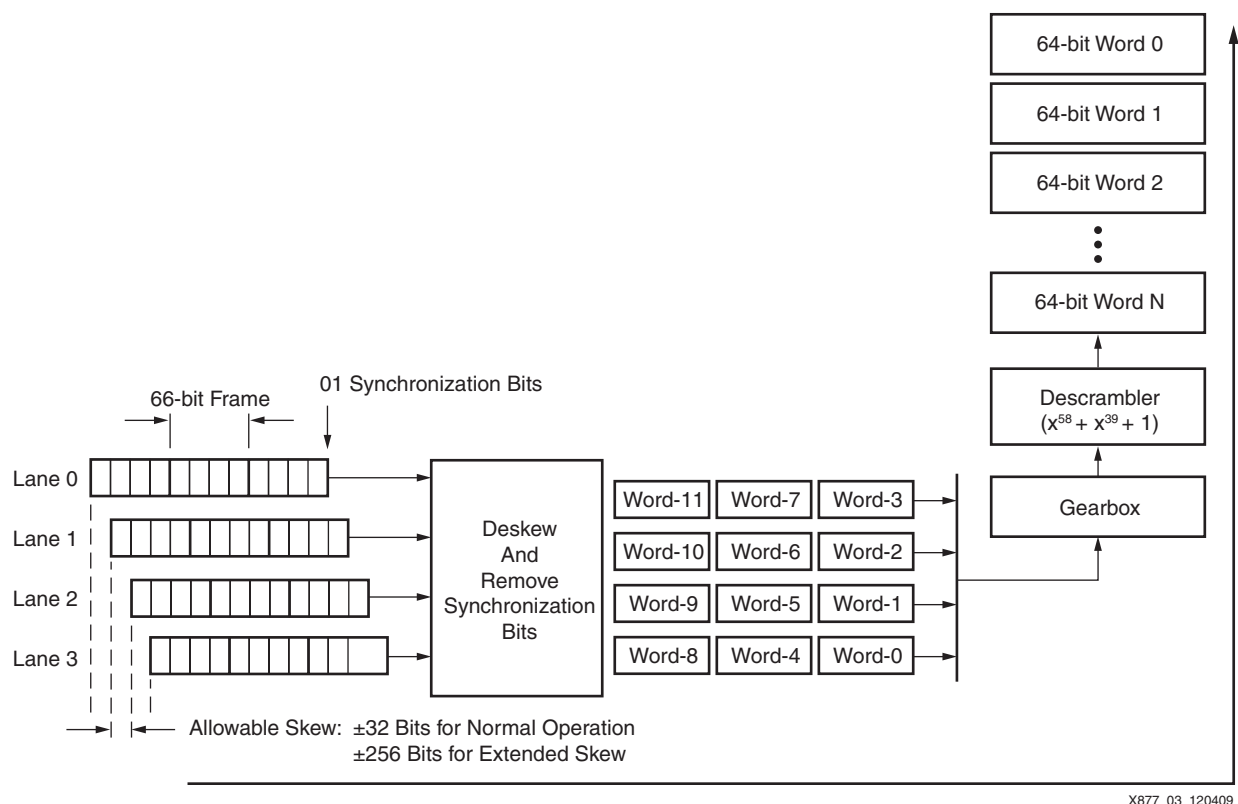 64-bit Word 0
64-bit Word 1
64-bit Word 2
64-bit Word N
Descrambler
(x⁵⁸ + x³⁹ + 1)
Gearbox
01 Synchronization Bits
66-bit Frame
Lane 0
Lane 1
Lane 2
Lane 3
Deskew
And
Remove
Synchronization
Bits
Word-11 Word-7 Word-3
Word-10 Word-6 Word-2
Word-9 Word-5 Word-1
Word-8 Word-4 Word-0
Allowable Skew: ±32 Bits for Normal Operation
±256 Bits for Extended Skew
X877_03_120409